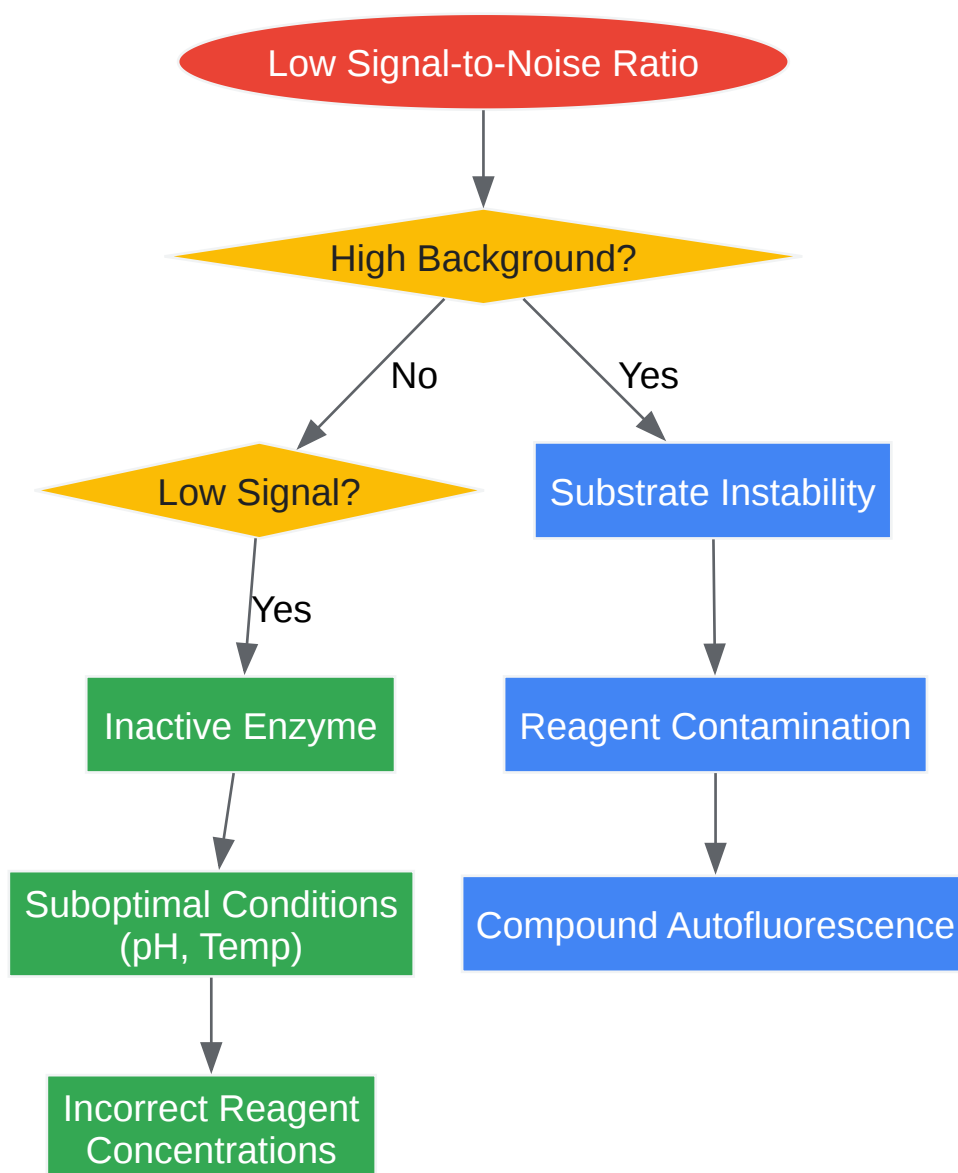 Low Signal-to-Noise Ratio
High Background?
No
Yes
Low Signal?
Substrate Instability
Yes
Inactive Enzyme
Reagent Contamination
Suboptimal Conditions
(pH, Temp)
Compound Autofluorescence
Incorrect Reagent
Concentrations